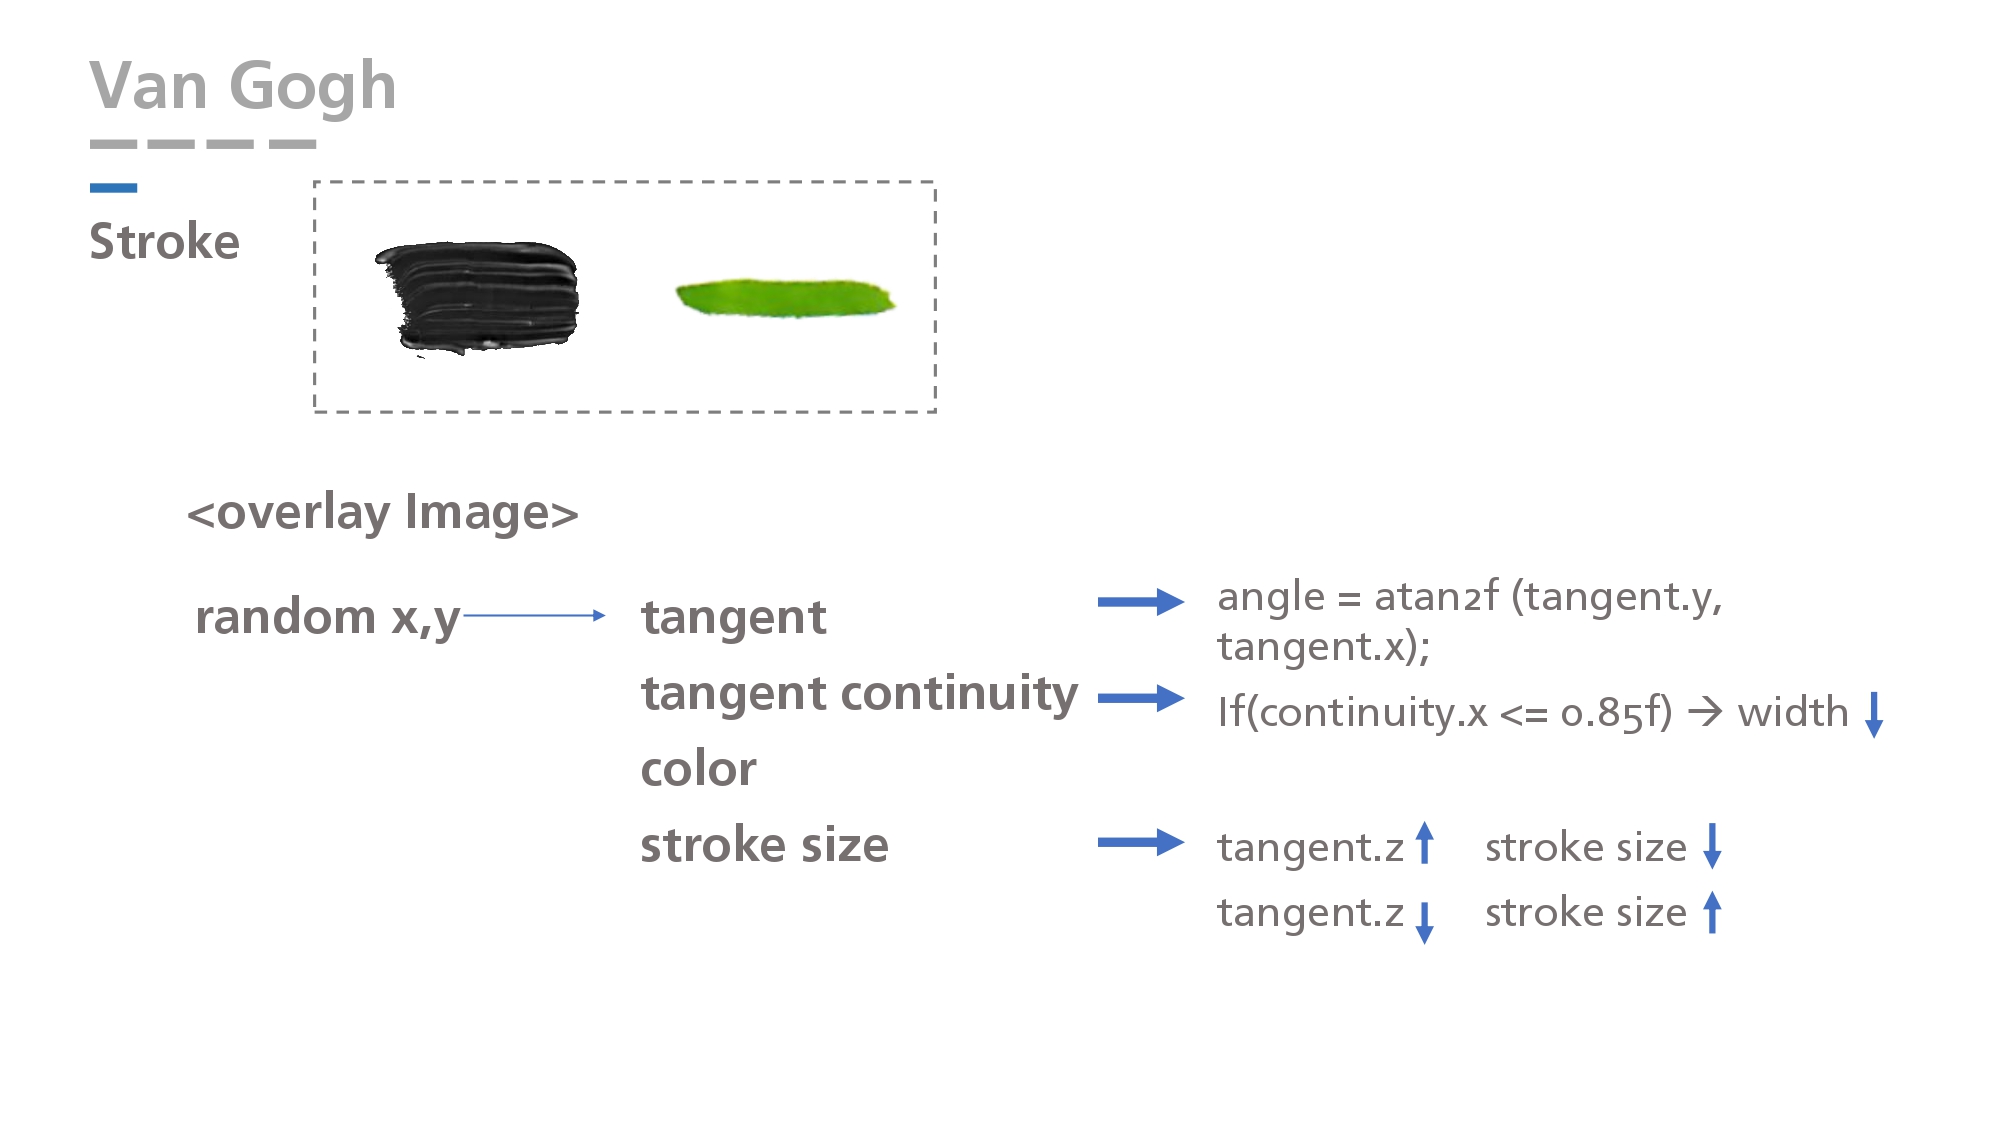 Van Gogh
Stroke
<overlay Image>
random x,y
tangent
angle = atan2f (tangent.y,
tangent.x);
tangent continuity
If(continuity.x <= 0.85f) → width ↓
color
stroke size
tangent.z ↑ stroke size ↓
tangent.z ↓ stroke size ↑